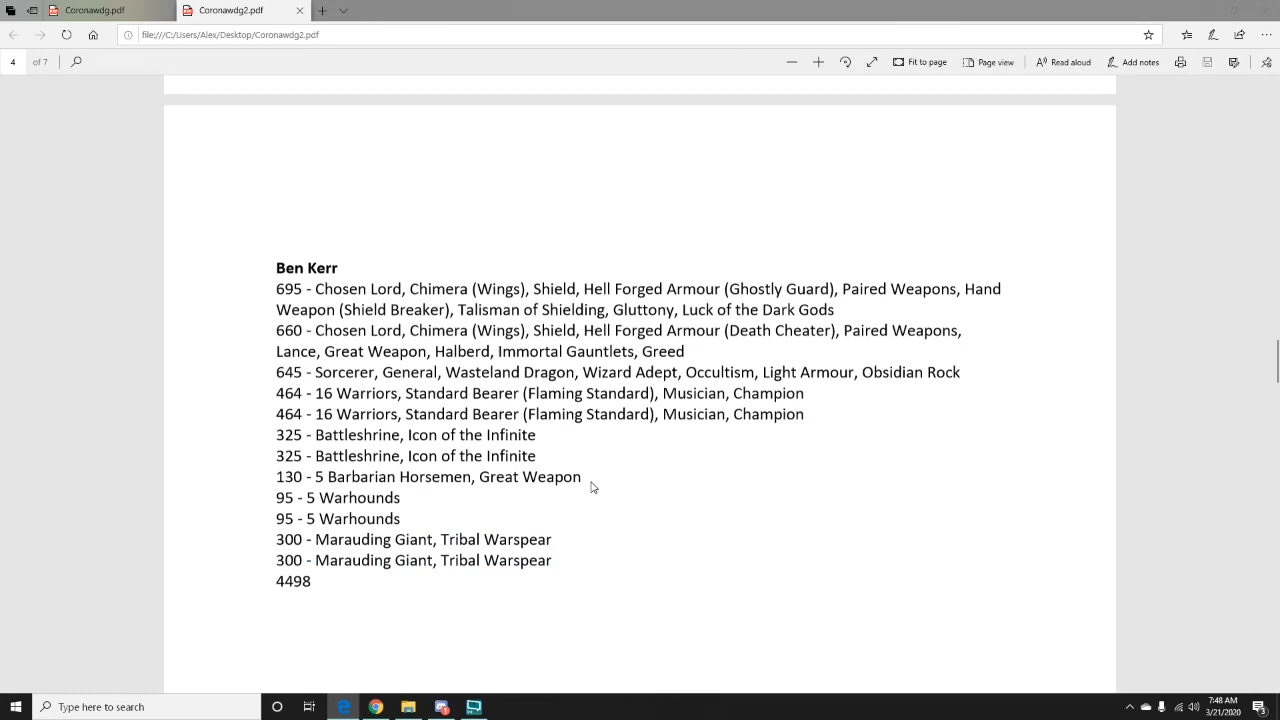 Coronawdg.pdf
Coronawdg2.pdf
file:///C:/Users/Alex/Desktop/Coronawdg2.pdf
4 of 7
Fit to page
Page view
Read aloud
Add notes
Ben Kerr
695 - Chosen Lord, Chimera (Wings), Shield, Hell Forged Armour (Ghostly Guard), Paired Weapons, Hand
Weapon (Shield Breaker), Talisman of Shielding, Gluttony, Luck of the Dark Gods
660 - Chosen Lord, Chimera (Wings), Shield, Hell Forged Armour (Death Cheater), Paired Weapons,
Lance, Great Weapon, Halberd, Immortal Gauntlets, Greed
645 - Sorcerer, General, Wasteland Dragon, Wizard Adept, Occultism, Light Armour, Obsidian Rock
464 - 16 Warriors, Standard Bearer (Flaming Standard), Musician, Champion
464 - 16 Warriors, Standard Bearer (Flaming Standard), Musician, Champion
325 - Battleshrine, Icon of the Infinite
325 - Battleshrine, Icon of the Infinite
130 - 5 Barbarian Horsemen, Great Weapon
95 - 5 Warhounds
95 - 5 Warhounds
300 - Marauding Giant, Tribal Warspear
300 - Marauding Giant, Tribal Warspear
4498
Type here to search
7:48 AM
3/21/2020